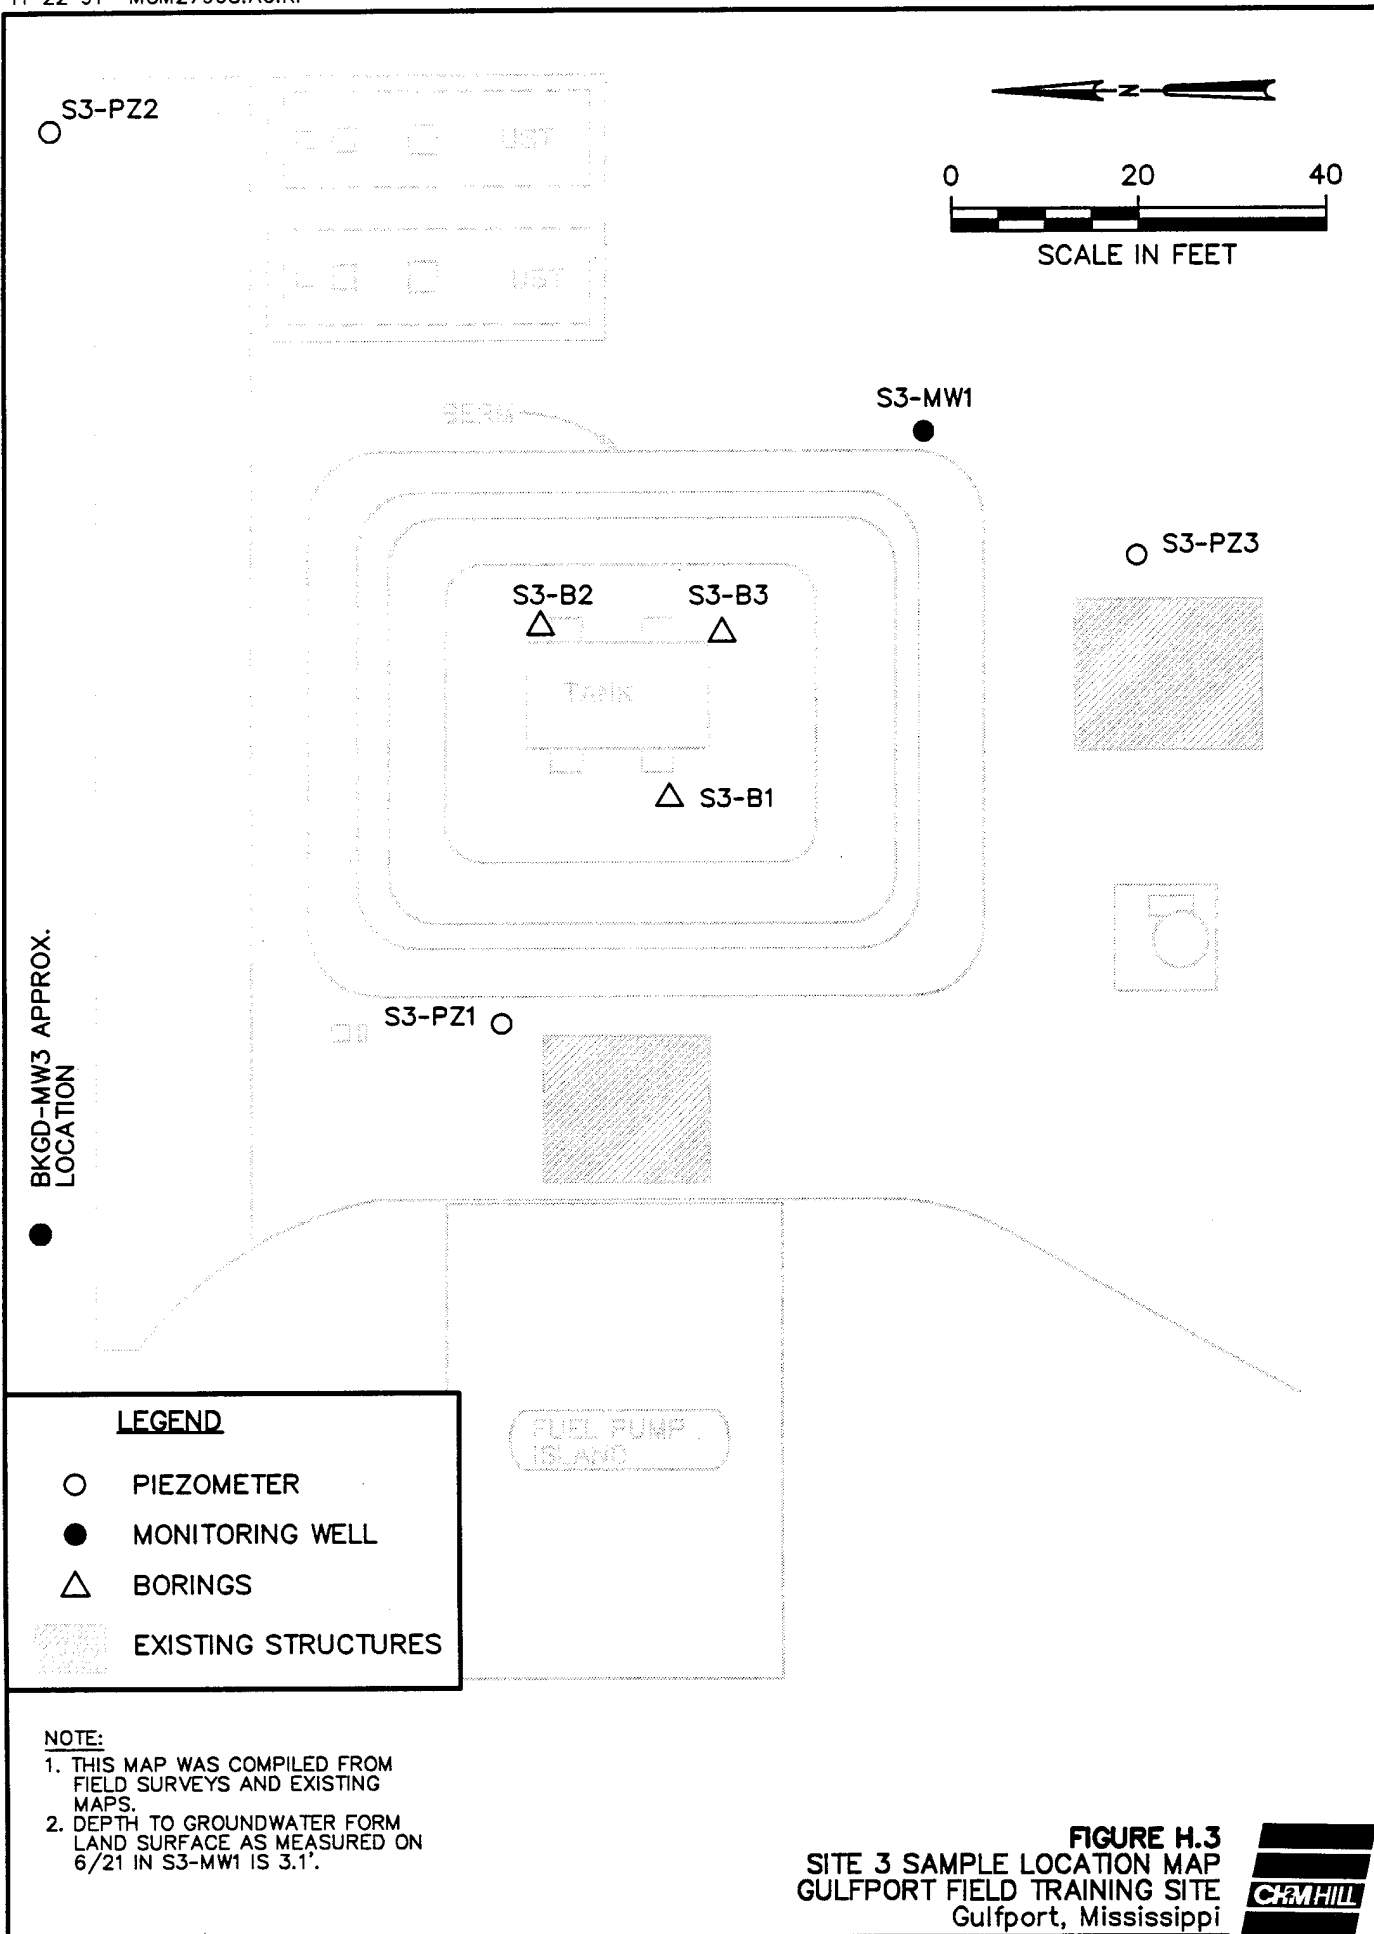 S3-PZ2
N
0 20 40
SCALE IN FEET
UST
UST
S3-MW1
BERM
S3-PZ3
S3-B2
S3-B3
TANK
S3-B1
BKGD-MW3 APPROX.
LOCATION
S3-PZ1
FUEL PUMP
ISLAND
LEGEND
PIEZOMETER
MONITORING WELL
BORINGS
EXISTING STRUCTURES
NOTE:
1. THIS MAP WAS COMPILED FROM
FIELD SURVEYS AND EXISTING
MAPS.
2. DEPTH TO GROUNDWATER FORM
LAND SURFACE AS MEASURED ON
6/21 IN S3-MW1 IS 3.1'.
FIGURE H.3
SITE 3 SAMPLE LOCATION MAP
GULFPORT FIELD TRAINING SITE
Gulfport, Mississippi
CH2M HILL